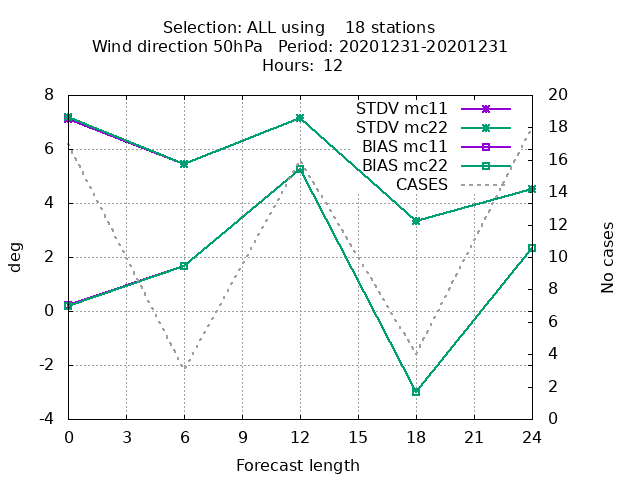 Selection: ALL using    18 stations
Wind direction 50hPa   Period: 20201231-20201231
Hours: 12
STDV mc11
STDV mc22
BIAS mc11
BIAS mc22
CASES
8
6
4
2
0
-2
-4
deg
20
18
16
14
12
10
8
6
4
2
0
No cases
0 3 6 9 12 15 18 21 24
Forecast length